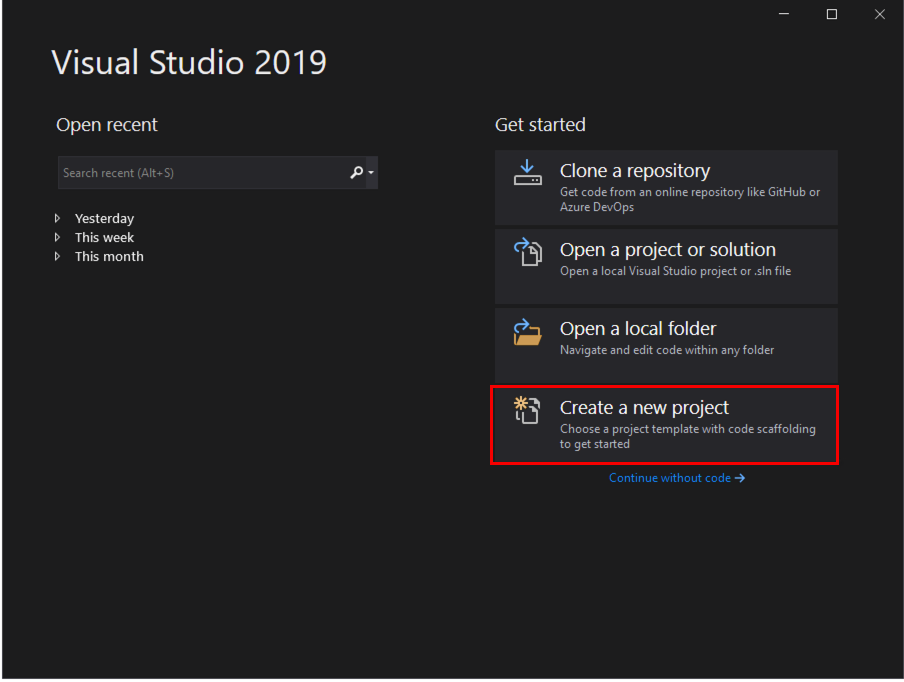 Visual Studio 2019
Open recent
Search recent (Alt+S)
Yesterday
This week
This month
Get started
Clone a repository
Get code from an online repository like GitHub or
Azure DevOps
Open a project or solution
Open a local Visual Studio project or .sln file
Open a local folder
Navigate and edit code within any folder
Create a new project
Choose a project template with code scaffolding
to get started
Continue without code →